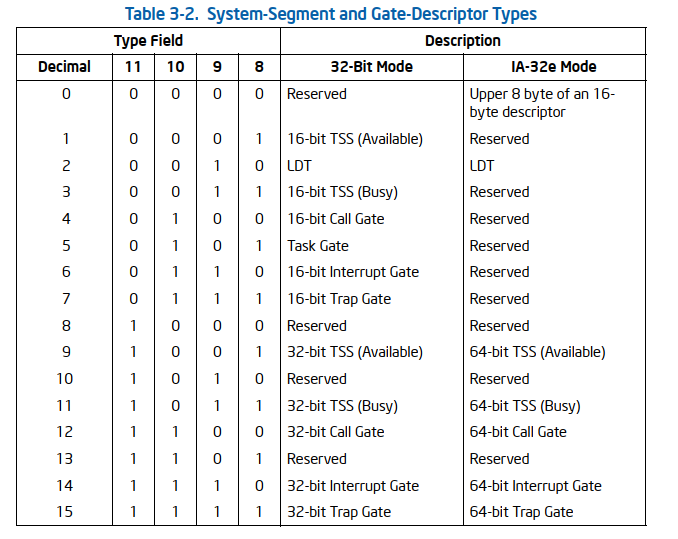 Table 3-2. System-Segment and Gate-Descriptor Types
Type Field Description
Decimal 11 10 9 8 32-Bit Mode IA-32e Mode
0 0 0 0 0 Reserved Upper 8 byte of an 16-
byte descriptor
1 0 0 0 1 16-bit TSS (Available) Reserved
2 0 0 1 0 LDT LDT
3 0 0 1 1 16-bit TSS (Busy) Reserved
4 0 1 0 0 16-bit Call Gate Reserved
5 0 1 0 1 Task Gate Reserved
6 0 1 1 0 16-bit Interrupt Gate Reserved
7 0 1 1 1 16-bit Trap Gate Reserved
8 1 0 0 0 Reserved Reserved
9 1 0 0 1 32-bit TSS (Available) 64-bit TSS (Available)
10 1 0 1 0 Reserved Reserved
11 1 0 1 1 32-bit TSS (Busy) 64-bit TSS (Busy)
12 1 1 0 0 32-bit Call Gate 64-bit Call Gate
13 1 1 0 1 Reserved Reserved
14 1 1 1 0 32-bit Interrupt Gate 64-bit Interrupt Gate
15 1 1 1 1 32-bit Trap Gate 64-bit Trap Gate